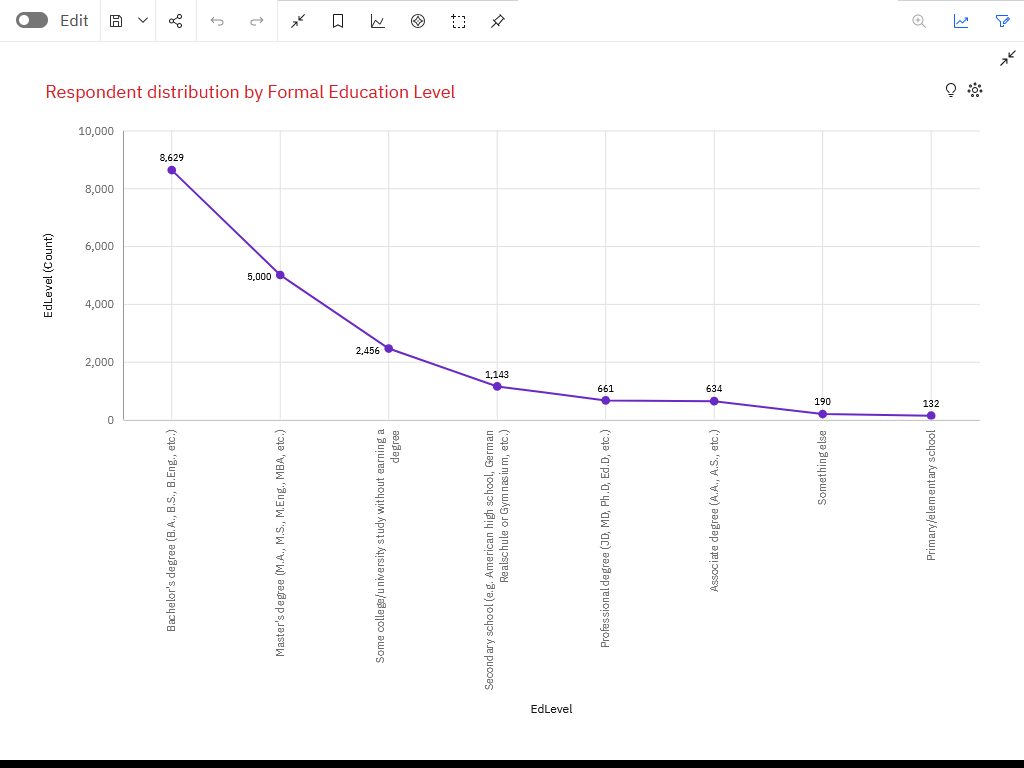 Edit
Respondent distribution by Formal Education Level
EdLevel (Count)
10,000
8,000
6,000
4,000
2,000
0
8,629
5,000
2,456
1,143
661
634
190
132
Bachelor's degree (B.A., B.S., B.Eng., etc.)
Master's degree (M.A., M.S., M.Eng., MBA, etc.)
Some college/university study without earning a
degree
Secondary school (e.g. American high school, German
Realschule or Gymnasium, etc.)
Professional degree (JD, MD, Ph.D, Ed.D, etc.)
Associate degree (A.A., A.S., etc.)
Something else
Primary/elementary school
EdLevel